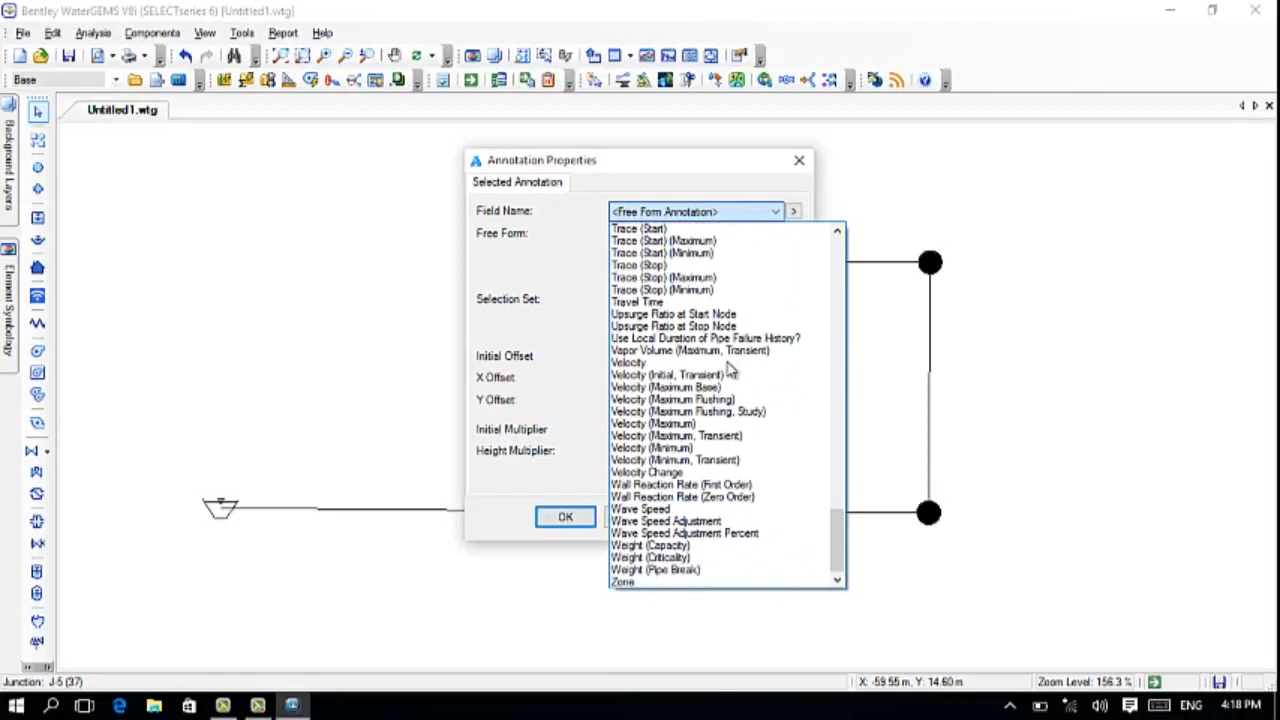 Bentley WaterGEMS V8i (SELECTseries 6) [Untitled1.wtg]
File Edit Analysis Components View Tools Report Help
Base
Untitled1.wtg
Background Layers
Element Symbology
Annotation Properties
Selected Annotation
Field Name:
<Free Form Annotation>
>
Free Form:
Selection Set:
Initial Offset
X Offset
Y Offset
Initial Multiplier
Height Multiplier:
OK
Trace (Start)
Trace (Start) (Maximum)
Trace (Start) (Minimum)
Trace (Stop)
Trace (Stop) (Maximum)
Trace (Stop) (Minimum)
Travel Time
Upsurge Ratio at Start Node
Upsurge Ratio at Stop Node
Use Local Duration of Pipe Failure History?
Vapor Volume (Maximum, Transient)
Velocity
Velocity (Initial, Transient)
Velocity (Maximum Base)
Velocity (Maximum Flushing)
Velocity (Maximum Flushing, Study)
Velocity (Maximum)
Velocity (Maximum, Transient)
Velocity (Minimum)
Velocity (Minimum, Transient)
Velocity Change
Wall Reaction Rate (First Order)
Wall Reaction Rate (Zero Order)
Wave Speed
Wave Speed Adjustment
Wave Speed Adjustment Percent
Weight (Capacity)
Weight (Criticality)
Weight (Pipe Break)
Zone
Junction: J-5 (37)
X: -59.55 m, Y: 14.60 m
Zoom Level: 156.3 %
ENG
4:18 PM